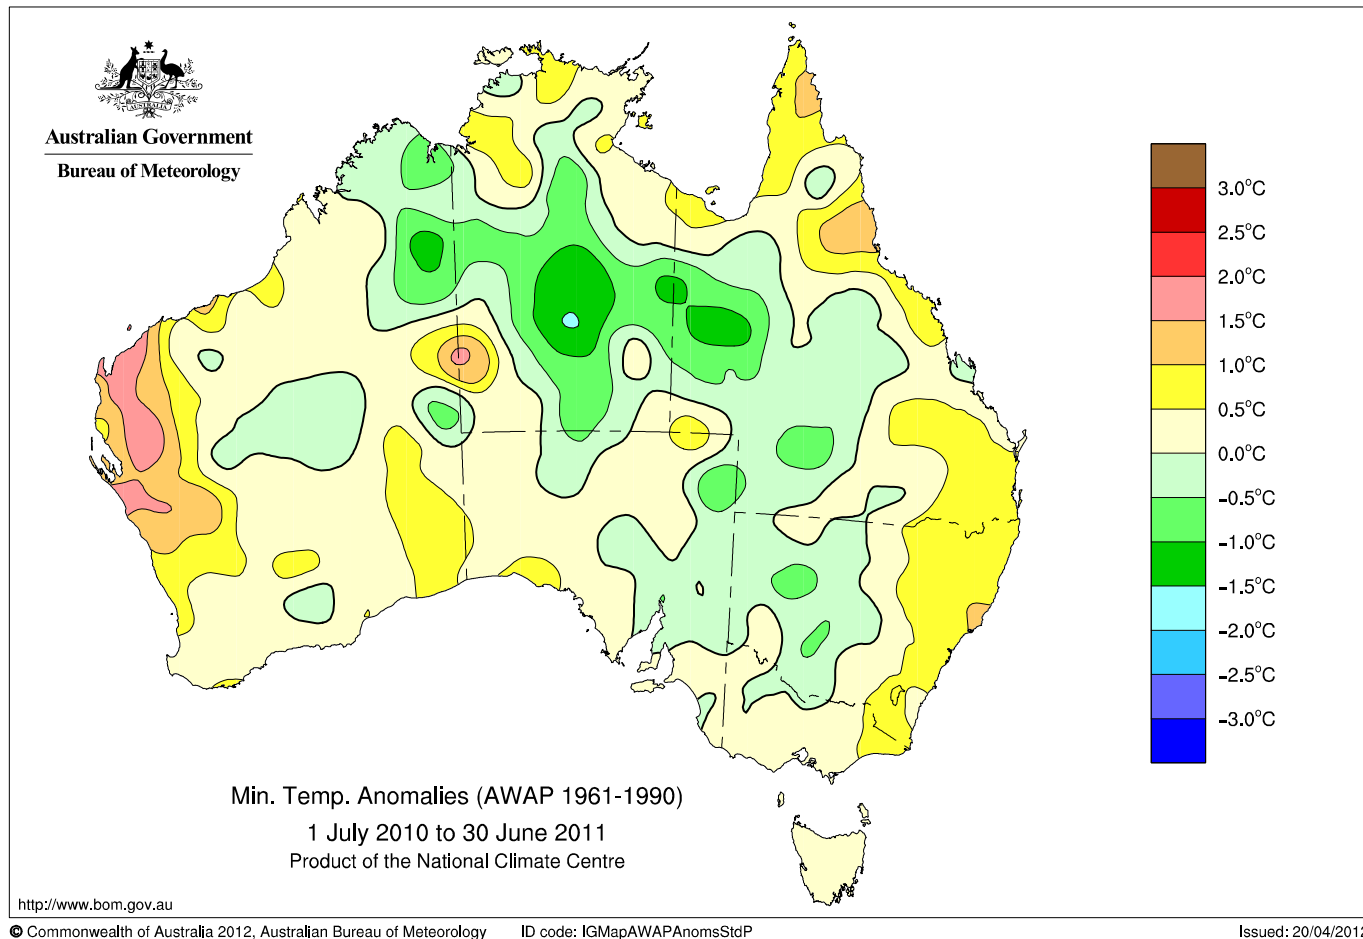 AUSTRALIA
Australian Government
Bureau of Meteorology
3.0°C
2.5°C
2.0°C
1.5°C
1.0°C
0.5°C
0.0°C
-0.5°C
-1.0°C
-1.5°C
-2.0°C
-2.5°C
-3.0°C
Min. Temp. Anomalies (AWAP 1961-1990)
1 July 2010 to 30 June 2011
Product of the National Climate Centre
http://www.bom.gov.au
© Commonwealth of Australia 2012, Australian Bureau of Meteorology ID code: IGMapAWAPAnomsStdP Issued: 20/04/2012